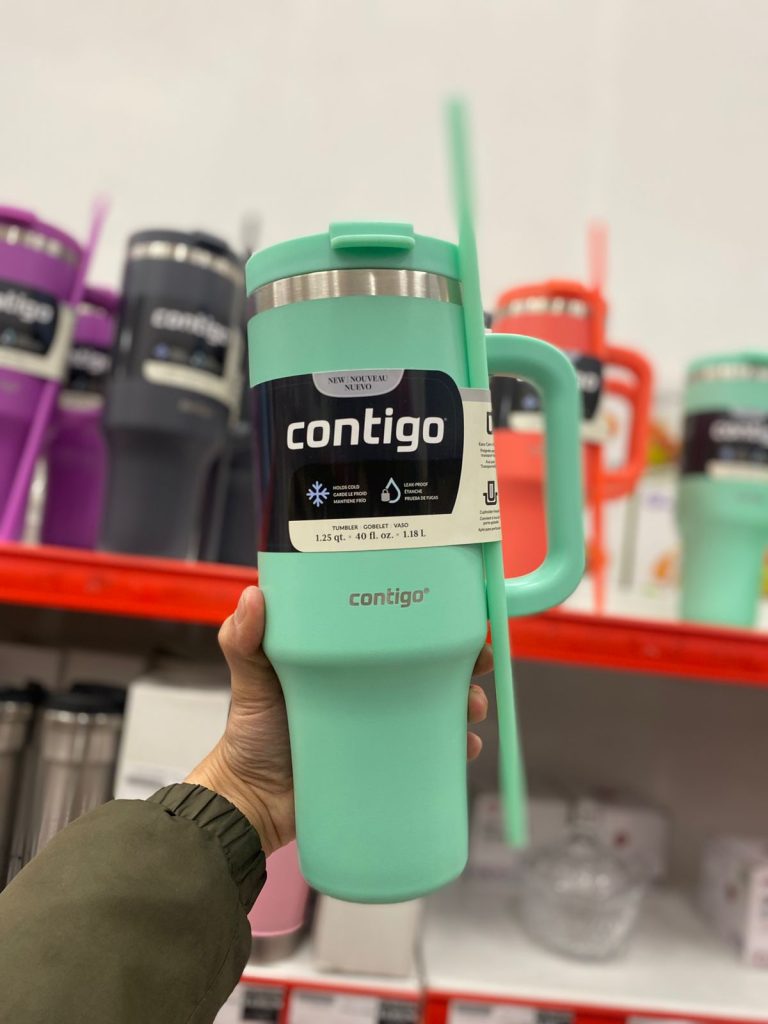 NEW | NOUVEAU
NUEVO
contigo
HOLDS COLD
GARDE LE FROID
MANTIENE FRÍO
LEAK-PROOF
ÉTANCHE
PRUEBA DE FUGAS
TUMBLER · GOBELET · VASO
1.25 qt. · 40 fl. oz. · 1.18 L
contigo®
contigo
contigo